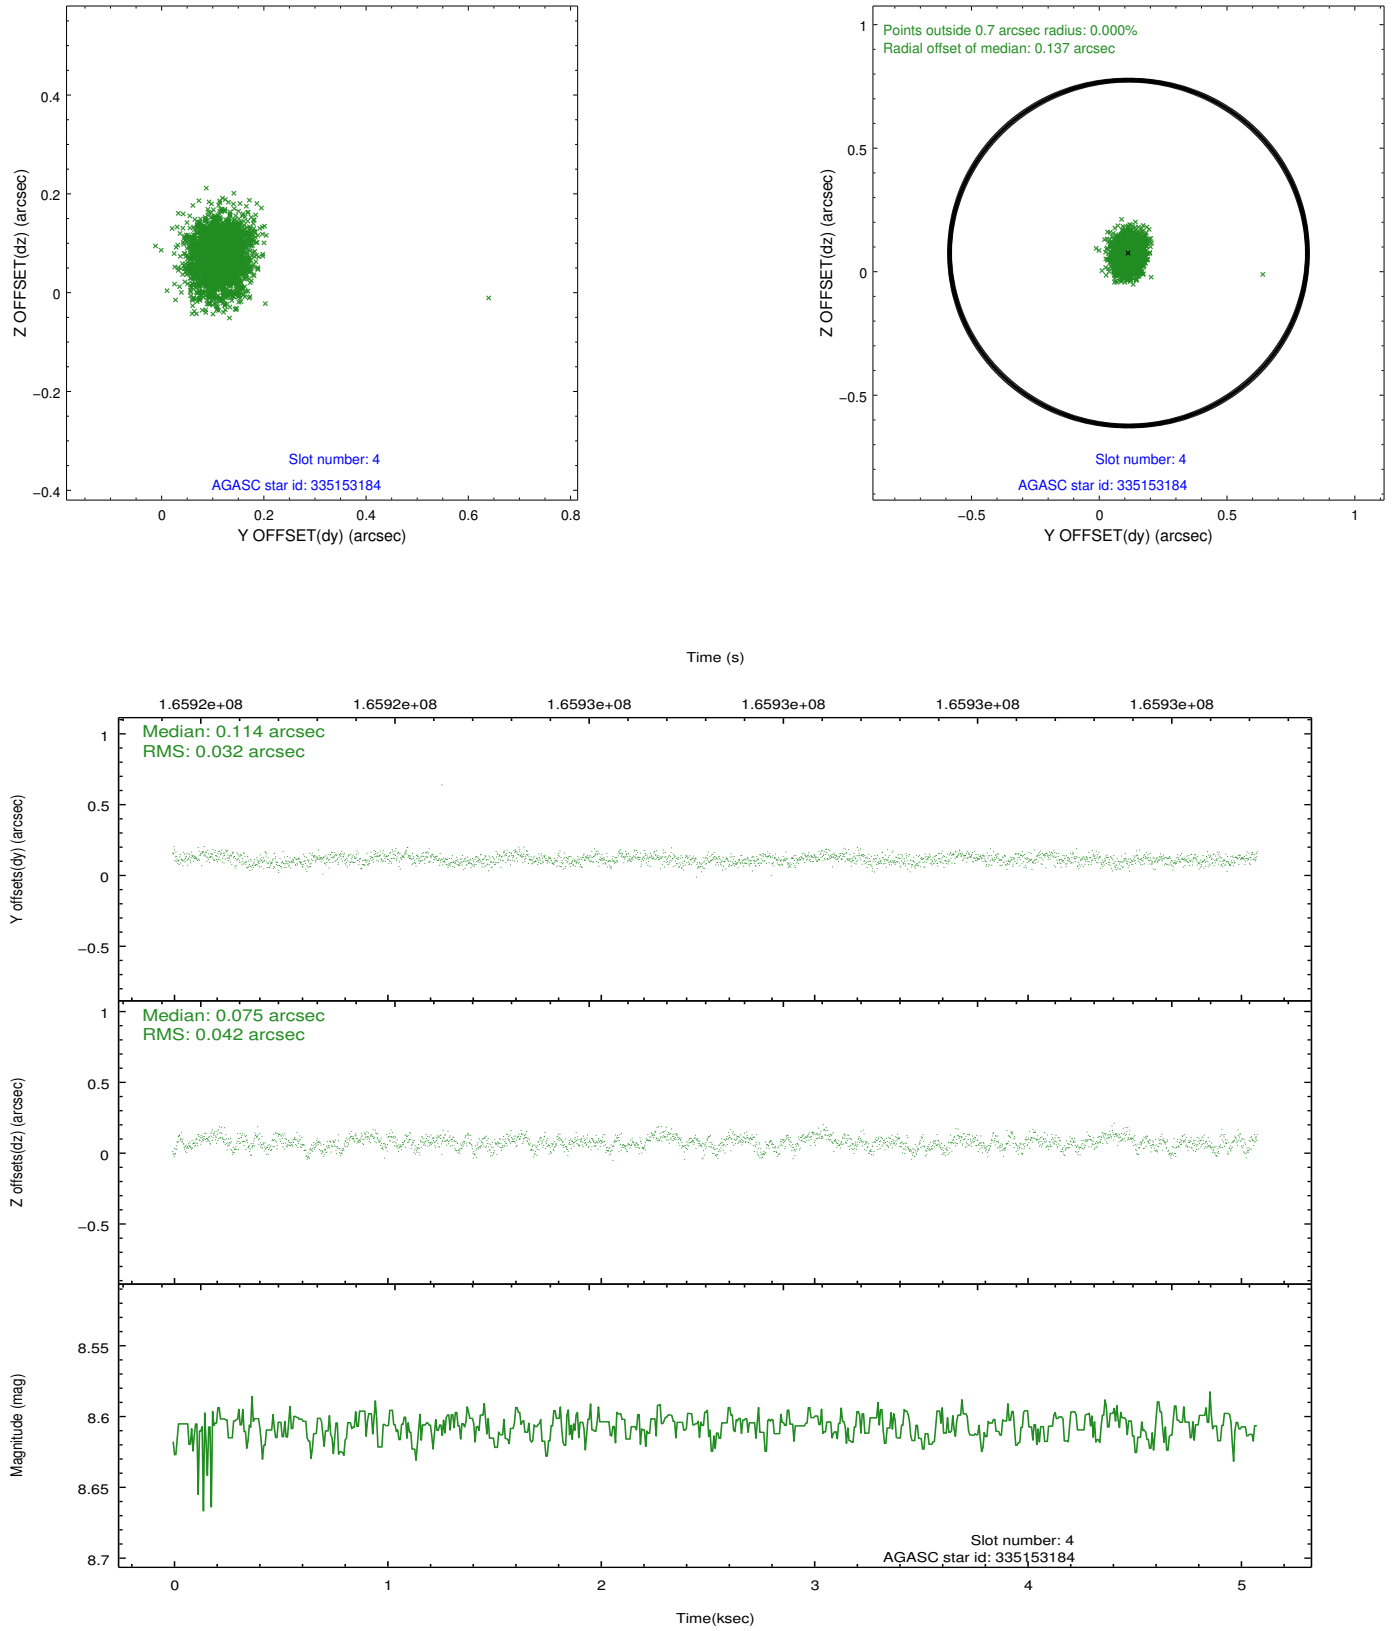 0.4
0.2
0
−0.2
−0.4
Z OFFSET(dz) (arcsec)
Slot number: 4
AGASC star id: 335153184
0 0.2 0.4 0.6 0.8
Y OFFSET(dy) (arcsec)
Points outside 0.7 arcsec radius: 0.000%
Radial offset of median: 0.137 arcsec
1
0.5
0
−0.5
Z OFFSET(dz) (arcsec)
Slot number: 4
AGASC star id: 335153184
−0.5 0 0.5 1
Y OFFSET(dy) (arcsec)
Time (s)
1.6592e+08 1.6592e+08 1.6593e+08 1.6593e+08 1.6593e+08 1.6593e+08
Median: 0.114 arcsec
RMS: 0.032 arcsec
1
0.5
0
−0.5
Y offsets(dy) (arcsec)
Median: 0.075 arcsec
RMS: 0.042 arcsec
1
0.5
0
−0.5
Z offsets(dz) (arcsec)
8.55
8.6
8.65
8.7
Magnitude (mag)
Slot number: 4
AGASC star id: 335153184
0 1 2 3 4 5
Time(ksec)